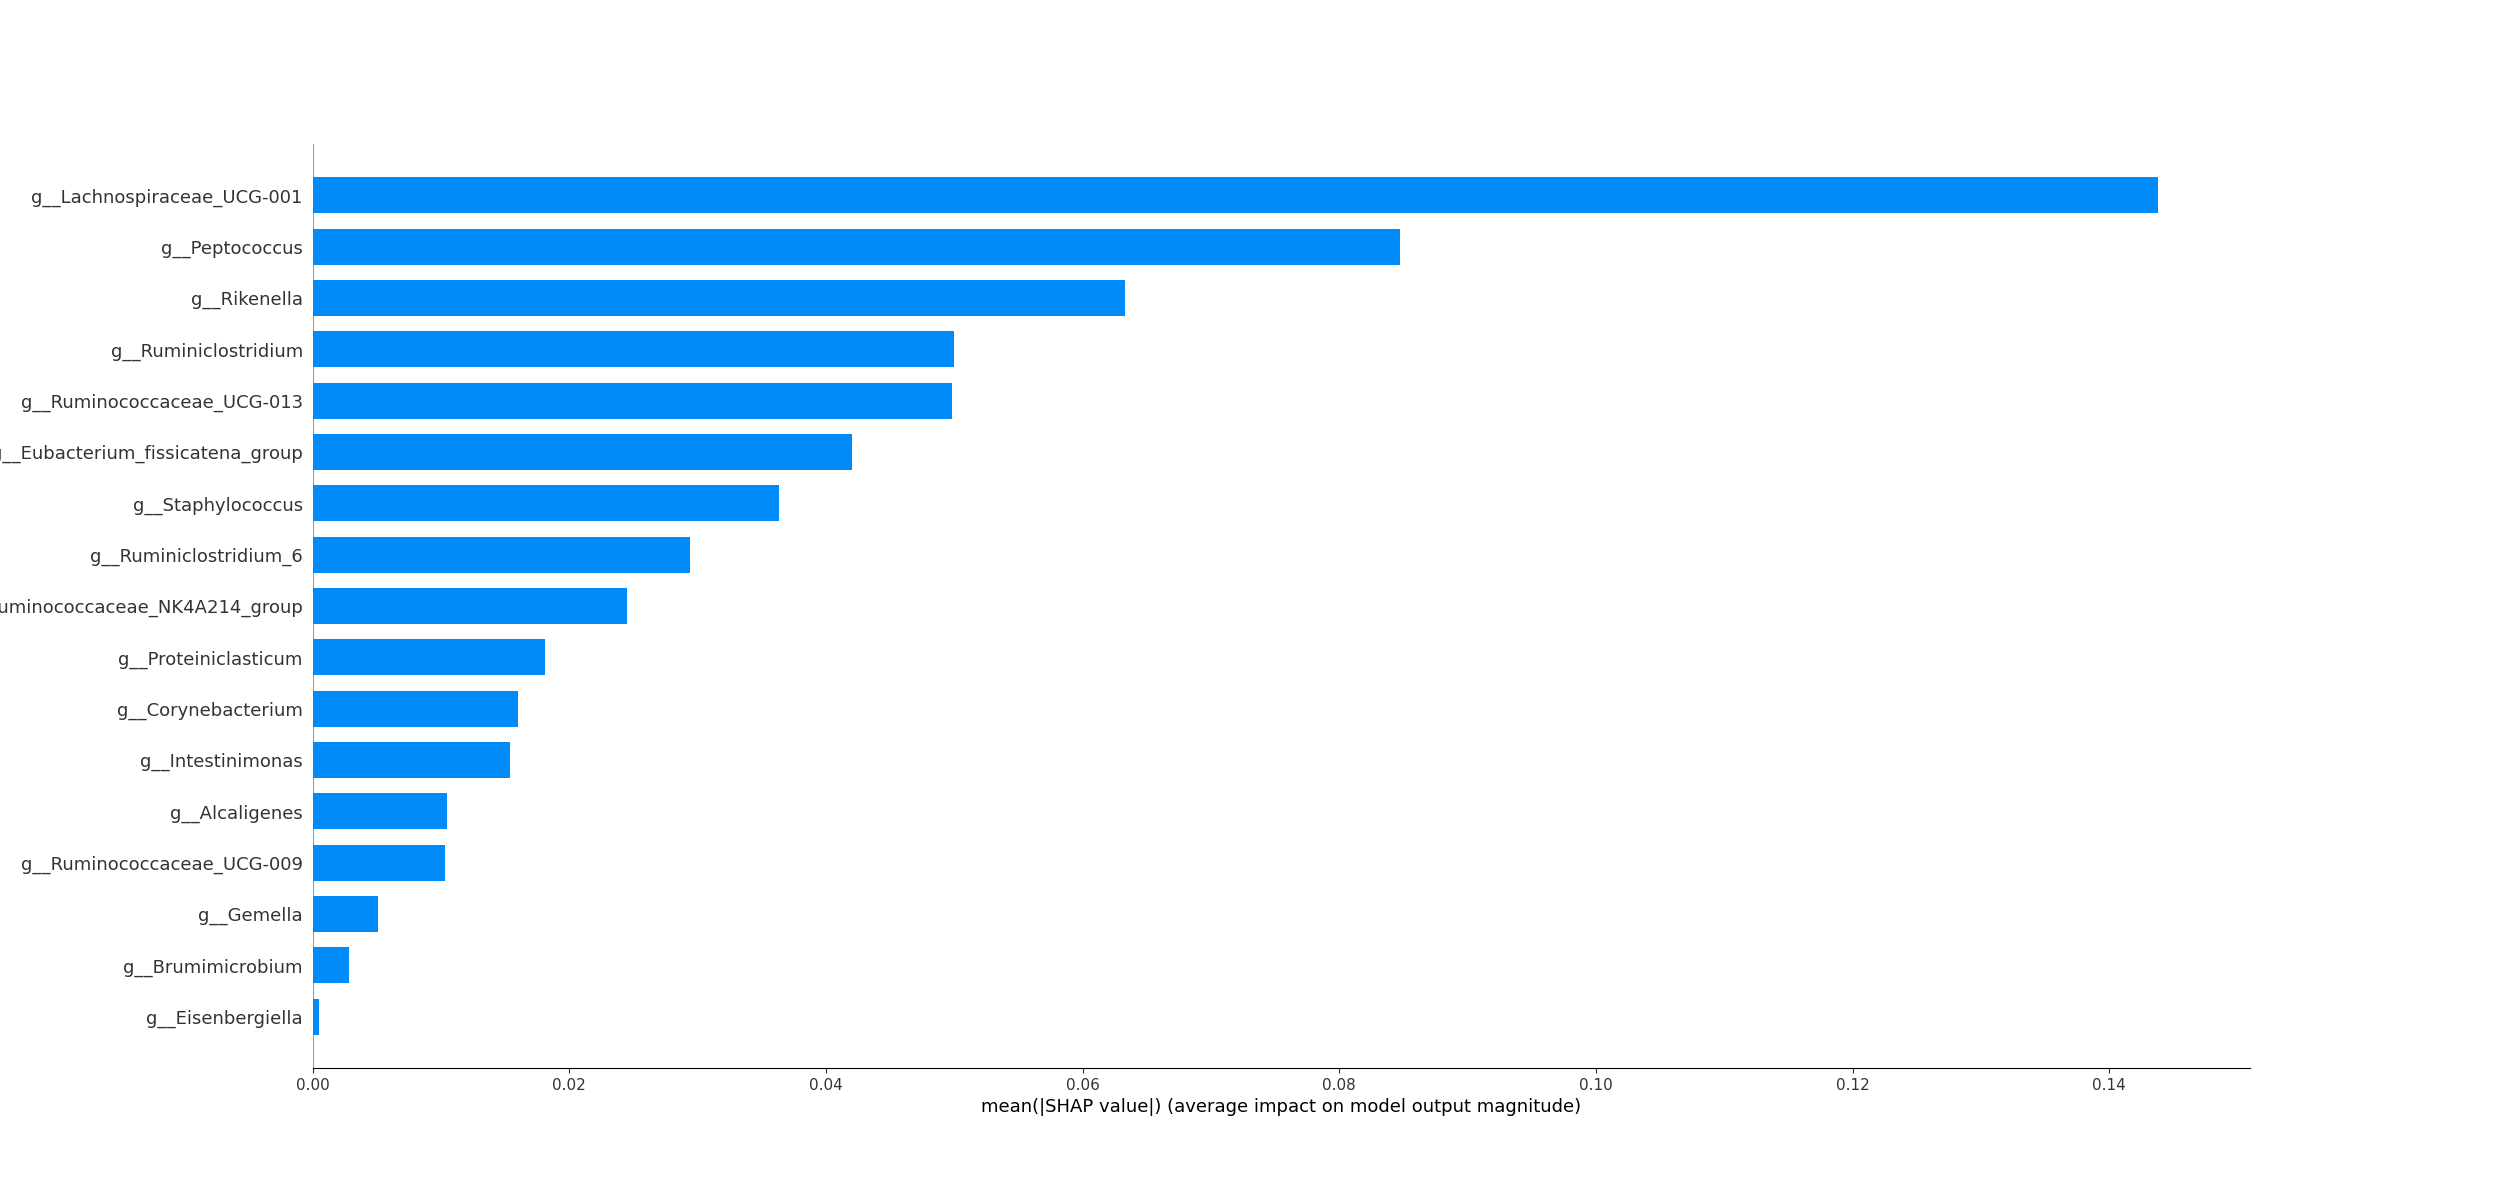 g__Lachnospiraceae_UCG-001
g__Peptococcus
g__Rikenella
g__Ruminiclostridium
g__Ruminococcaceae_UCG-013
g__Eubacterium_fissicatena_group
g__Staphylococcus
g__Ruminiclostridium_6
uminococcaceae_NK4A214_group
g__Proteiniclasticum
g__Corynebacterium
g__Intestinimonas
g__Alcaligenes
g__Ruminococcaceae_UCG-009
g__Gemella
g__Brumimicrobium
g__Eisenbergiella
0.00 0.02 0.04 0.06 0.08 0.10 0.12 0.14
mean(|SHAP value|) (average impact on model output magnitude)